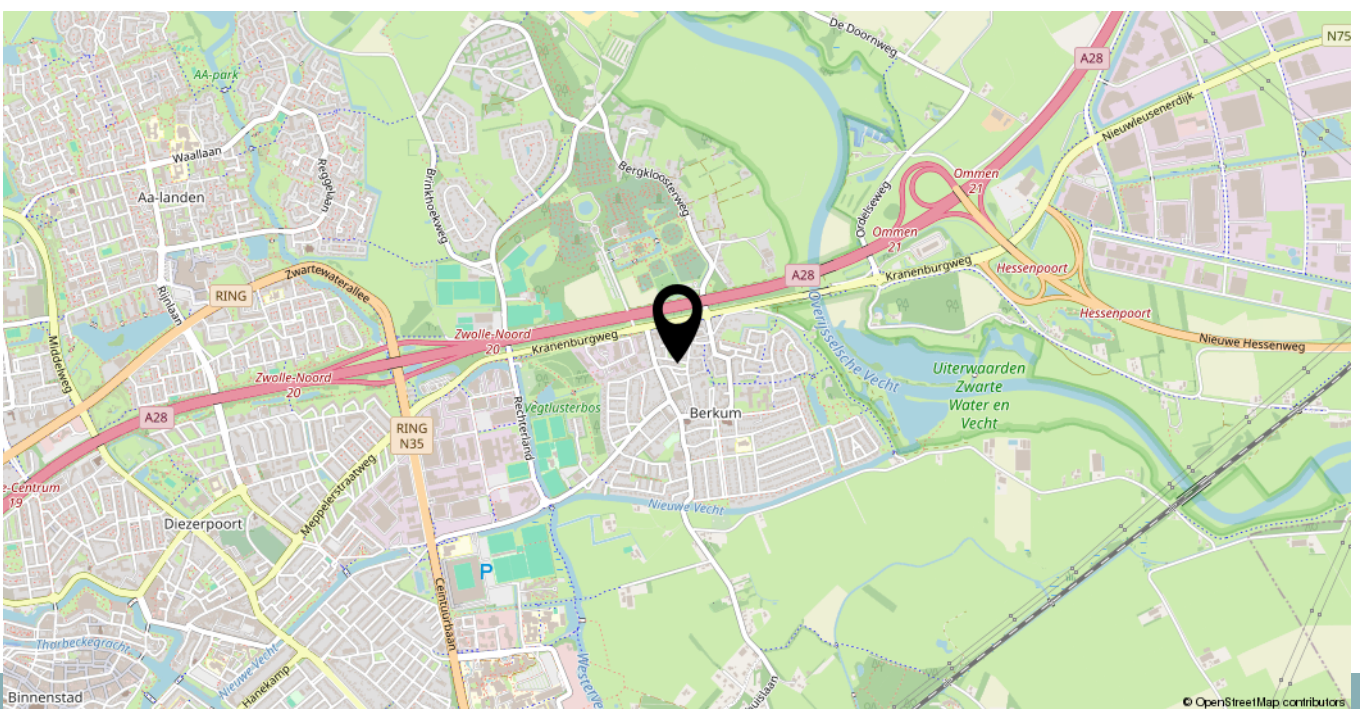 De Doornweg
N75
A28
AA-park
Nieuwleusenerdijk
Waallaan
Reggelaan
Brinkhoekweg
Bergkloosterweg
Ommen
21
Aa-landen
Ordelseweg
Ommen
21
Kranenburgweg
Hessenpoort
A28
Zwartewaterallee
RING
Rijnlaan
Hessenpoort
Overijsselsche Vecht
Zwolle-Noord
20
Kranenburgweg
Nieuwe Hessenweg
Middelweg
Zwolle-Noord
20
Uiterwaarden
Zwarte
Water en
Vecht
A28
Vegtlusterbos
Berkum
RING
N35
Rechterland
e-Centrum
19
Meppelerstraatweg
Nieuwe Vecht
Diezerpoort
P
Ceintuurbaan
Thorbeckegracht
Nieuwe Vecht
Westerve
Hanekamp
Binnenstad
uislaan
© OpenStreetMap contributors